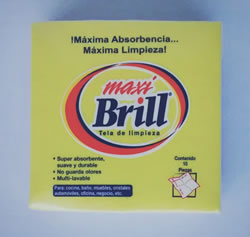 !Máxima Absorbencia...
Máxima Limpieza!
maxi
Brill
Tela de limpieza
• Super absorbente,
suave y durable
• No guarda olores
• Multi-lavable
Contenido
10
Piezas
Para: cocina, baño, muebles, cristales
automóviles, oficina, negocio, etc.